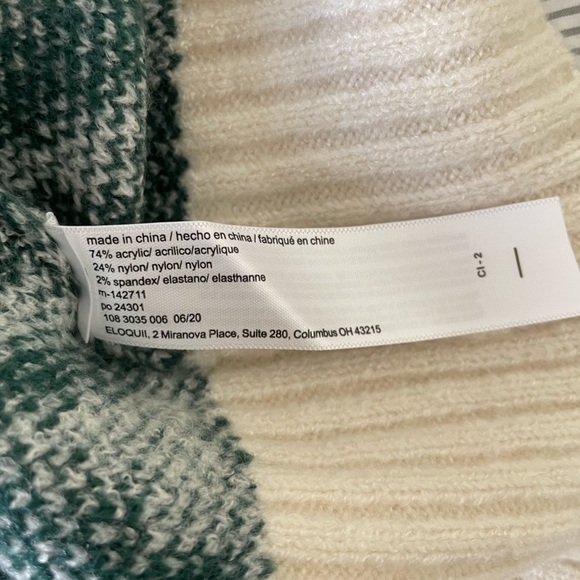 made in china / hecho en china / fabriqué en chine
74% acrylic/ acrilico/acrylique
24% nylon/ nylon/ nylon
2% spandex/ elastano/ elasthanne
m-142711
po 24301
108 3035 006 06/20
ELOQUII, 2 Miranova Place, Suite 280, Columbus OH 43215
CI - 2